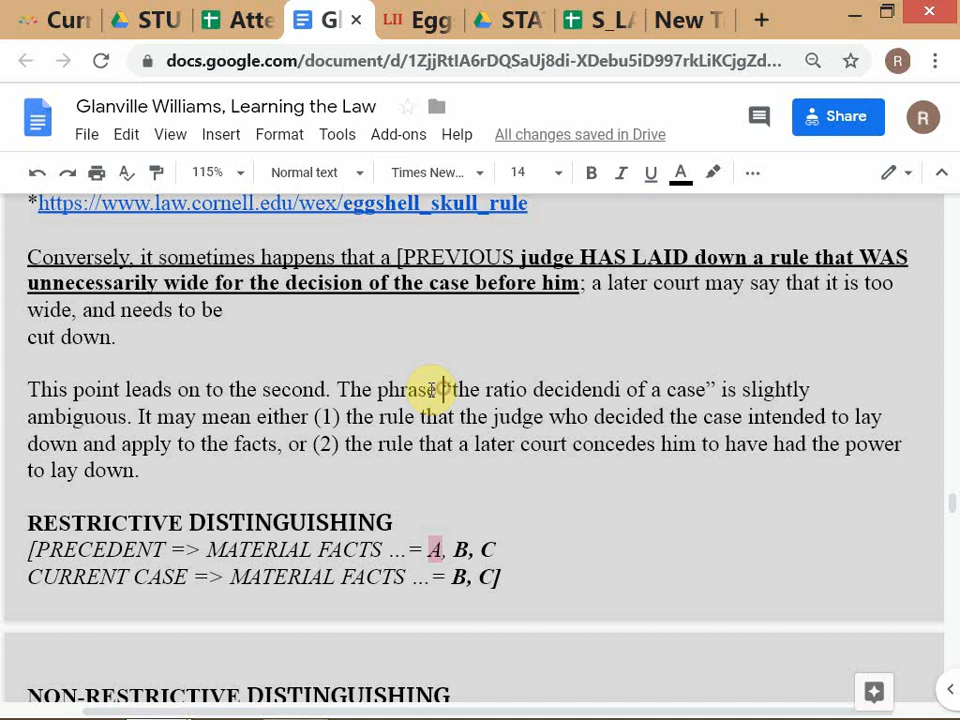 Curr STU Atte Gl × Egg STA S_LA New T +
docs.google.com/document/d/1ZjjRtIA6rDQSaUj8di-XDebu5iD997rkLiKCjgZd... R
Glanville Williams, Learning the Law
File Edit View Insert Format Tools Add-ons Help All changes saved in Drive Share R
115% Normal text Times New... 14 B I U A ...
*https://www.law.cornell.edu/wex/eggshell_skull_rule
Conversely, it sometimes happens that a [PREVIOUS judge HAS LAID down a rule that WAS
unnecessarily wide for the decision of the case before him; a later court may say that it is too
wide, and needs to be
cut down.
This point leads on to the second. The phrase “the ratio decidendi of a case” is slightly
ambiguous. It may mean either (1) the rule that the judge who decided the case intended to lay
down and apply to the facts, or (2) the rule that a later court concedes him to have had the power
to lay down.
RESTRICTIVE DISTINGUISHING
[PRECEDENT => MATERIAL FACTS ...= A, B, C
CURRENT CASE => MATERIAL FACTS ...= B, C]
NON-RESTRICTIVE DISTINGUISHING